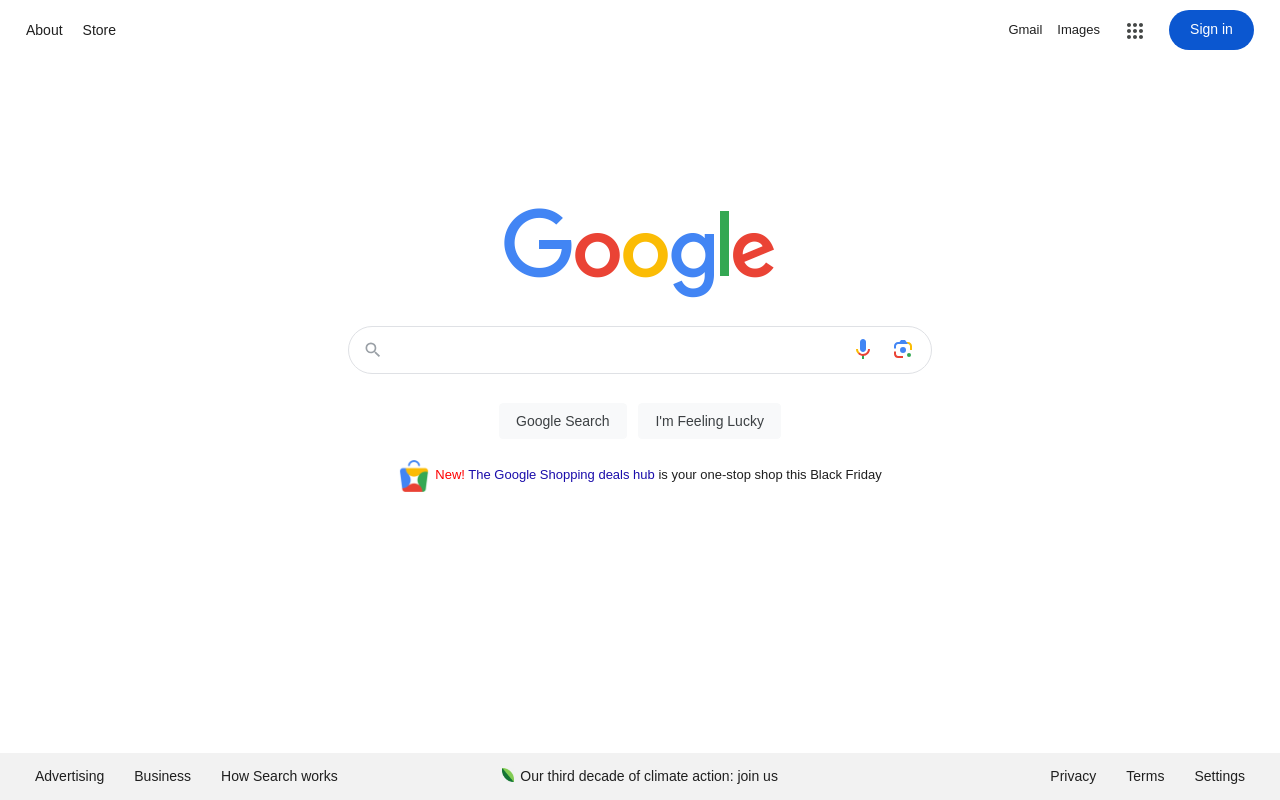 About Store
Gmail Images Sign in
Google
Google Search I'm Feeling Lucky
New! The Google Shopping deals hub is your one-stop shop this Black Friday
Advertising Business How Search works
Our third decade of climate action: join us
Privacy Terms Settings